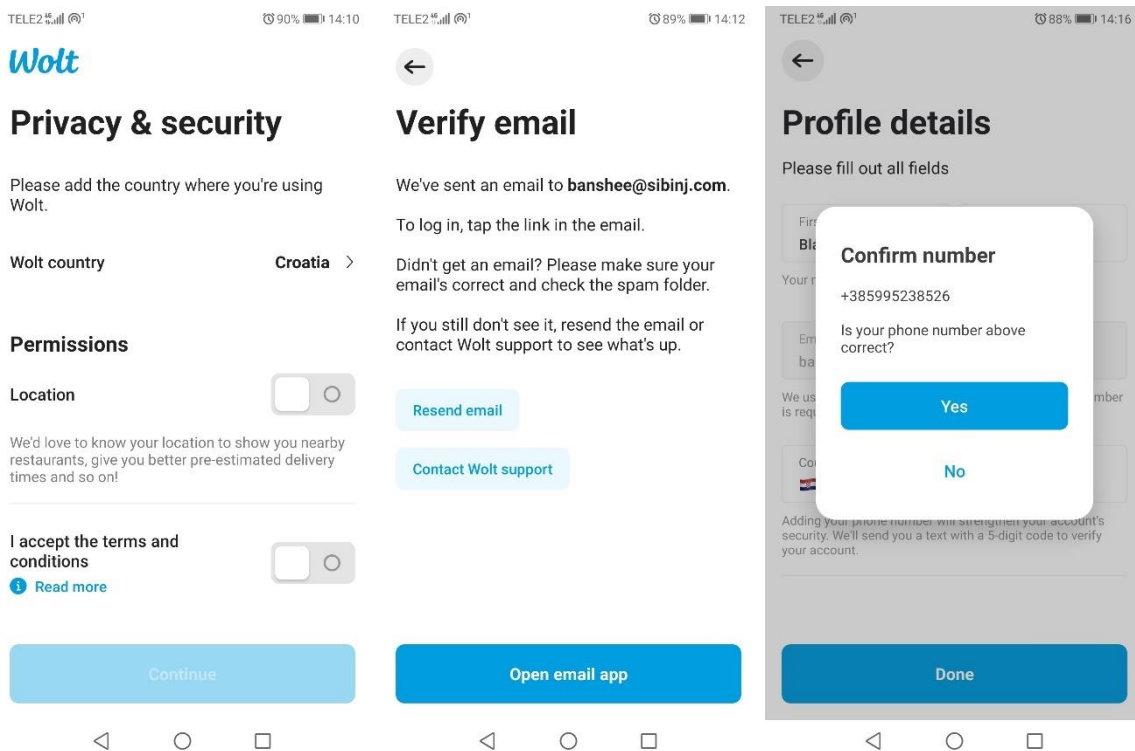 TELE2 90% 14:10
Wolt
Privacy & security
Please add the country where you're using
Wolt.
Wolt country Croatia
Permissions
Location
We'd love to know your location to show you nearby
restaurants, give you better pre-estimated delivery
times and so on!
I accept the terms and
conditions
Read more
Continue
TELE2 89% 14:12
Verify email
We've sent an email to banshee@sibinj.com.
To log in, tap the link in the email.
Didn't get an email? Please make sure your
email's correct and check the spam folder.
If you still don't see it, resend the email or
contact Wolt support to see what's up.
Resend email
Contact Wolt support
Open email app
TELE2 88% 14:16
Profile details
Please fill out all fields
Confirm number
+385995238526
Is your phone number above
correct?
Yes
No
Adding your phone number will strengthen your account's
security. We'll send you a text with a 5-digit code to verify
your account.
Done